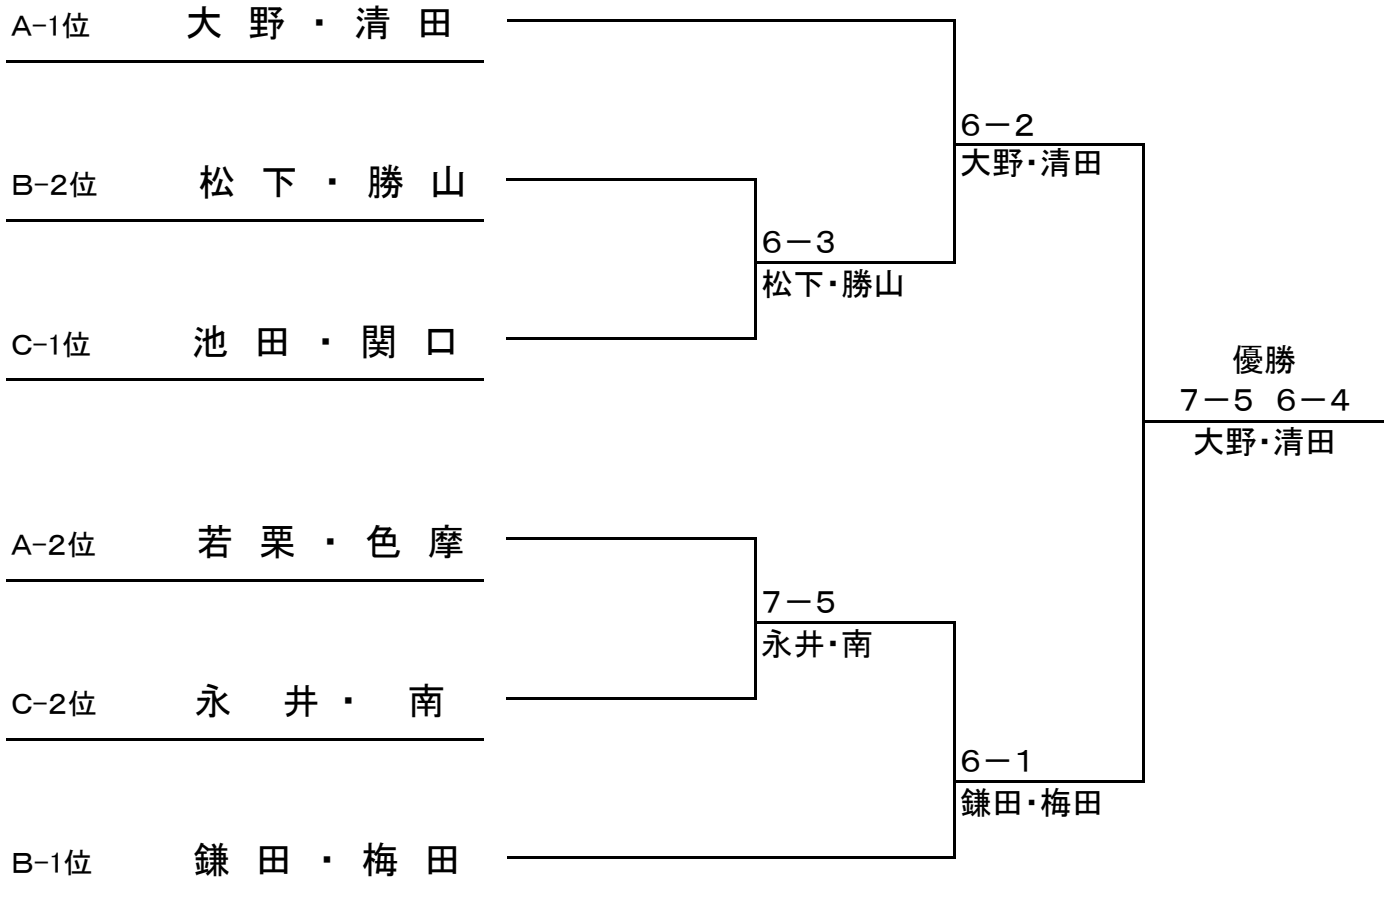 A-1位 大野・清田
6－2
大野・清田
B-2位 松下・勝山
6－3
松下・勝山
C-1位 池田・関口
優勝
7－5 6－4
大野・清田
A-2位 若栗・色摩
7－5
永井・南
C-2位 永井・南
6－1
鎌田・梅田
B-1位 鎌田・梅田